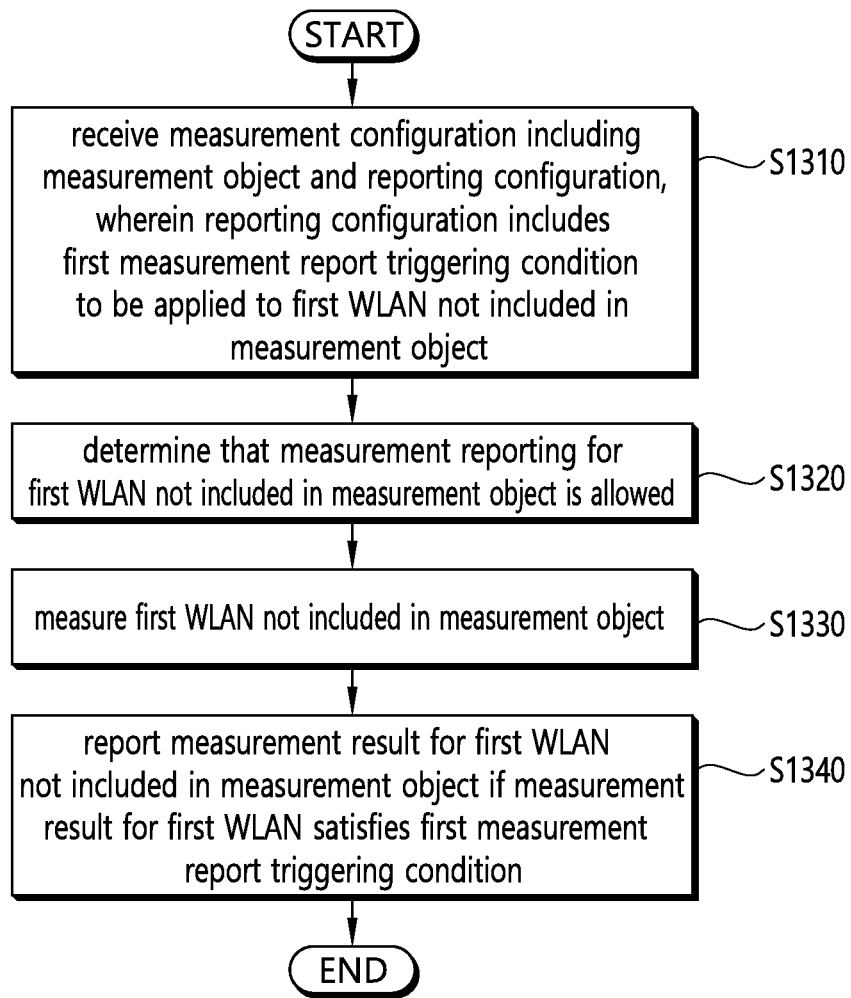 START
receive measurement configuration including
measurement object and reporting configuration,
wherein reporting configuration includes
first measurement report triggering condition
to be applied to first WLAN not included in
measurement object
S1310
determine that measurement reporting for
first WLAN not included in measurement object is allowed
S1320
measure first WLAN not included in measurement object
S1330
report measurement result for first WLAN
not included in measurement object if measurement
result for first WLAN satisfies first measurement
report triggering condition
S1340
END